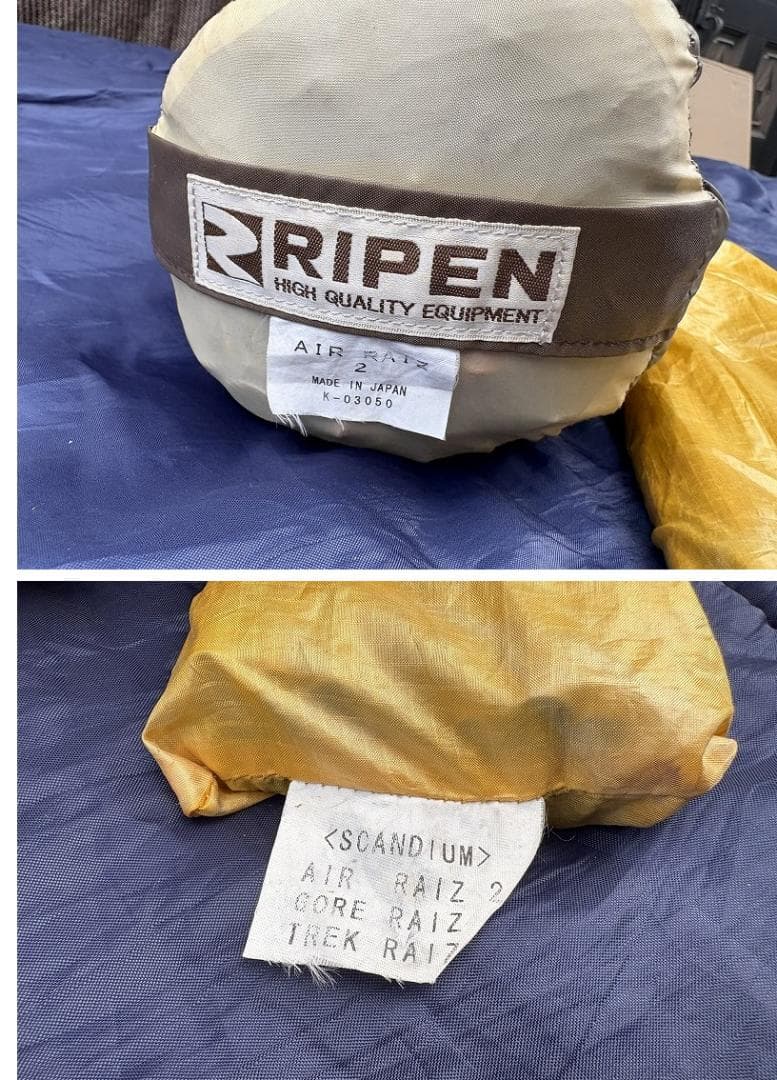 RIPEN
HIGH QUALITY EQUIPMENT
AIR RAIZ
2
MADE IN JAPAN
K-03050
<SCANDIUM>
AIR RAIZ 2
GORE RAIZ
TREK RAIZ